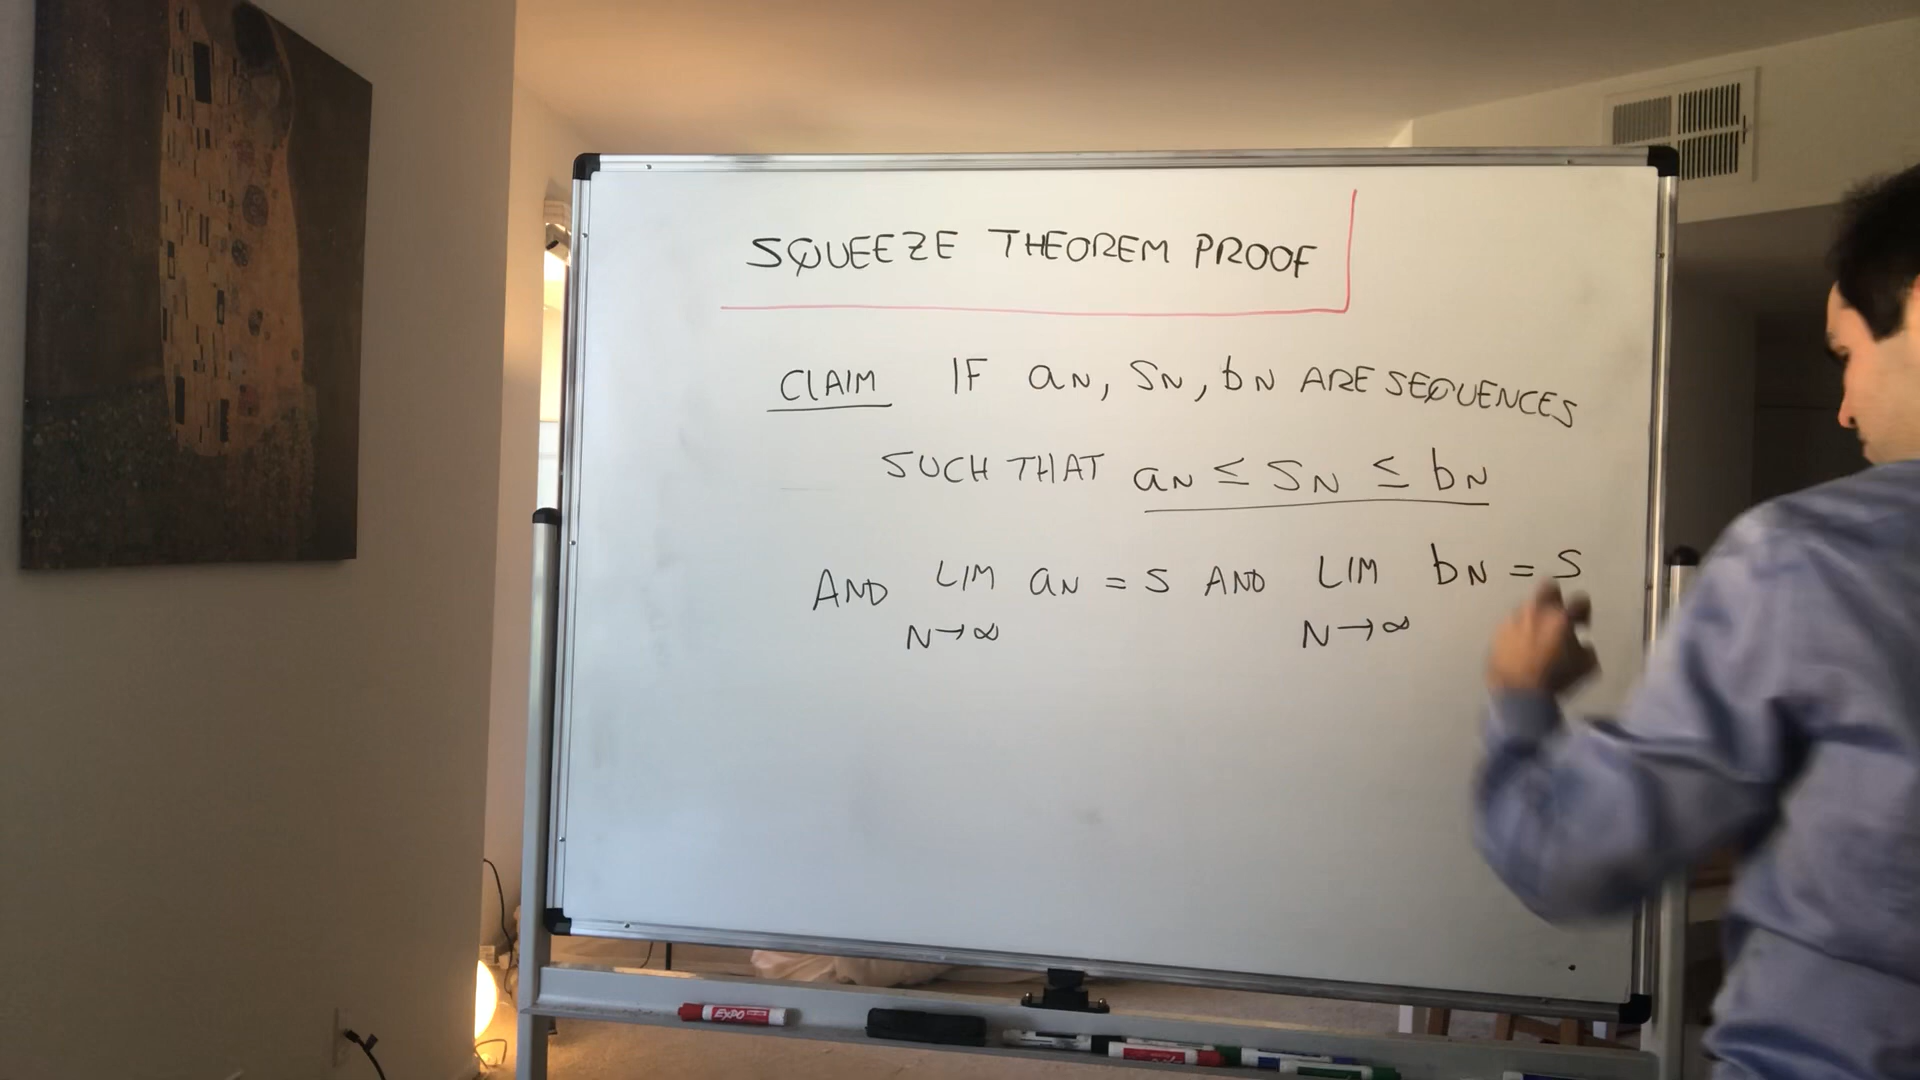 SQUEEZE THEOREM PROOF
CLAIM IF aN, SN, bN ARE SEQUENCES
SUCH THAT aN ≤ SN ≤ bN
AND LIM aN = S AND LIM bN = S
N→∞ N→∞
EXPO